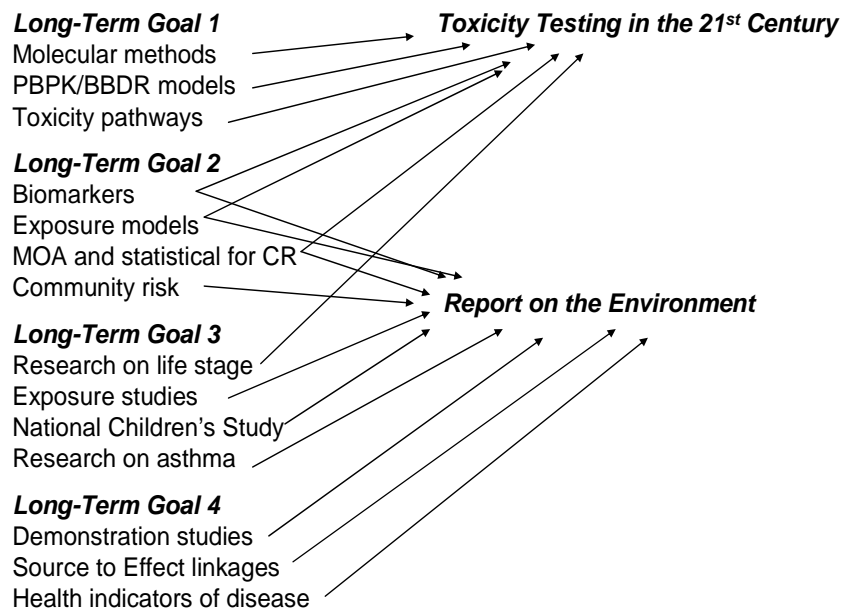 Long-Term Goal 1
Toxicity Testing in the 21st Century
Molecular methods
PBPK/BBDR models
Toxicity pathways
Long-Term Goal 2
Biomarkers
Exposure models
MOA and statistical for CR
Community risk
Report on the Environment
Long-Term Goal 3
Research on life stage
Exposure studies
National Children's Study
Research on asthma
Long-Term Goal 4
Demonstration studies
Source to Effect linkages
Health indicators of disease